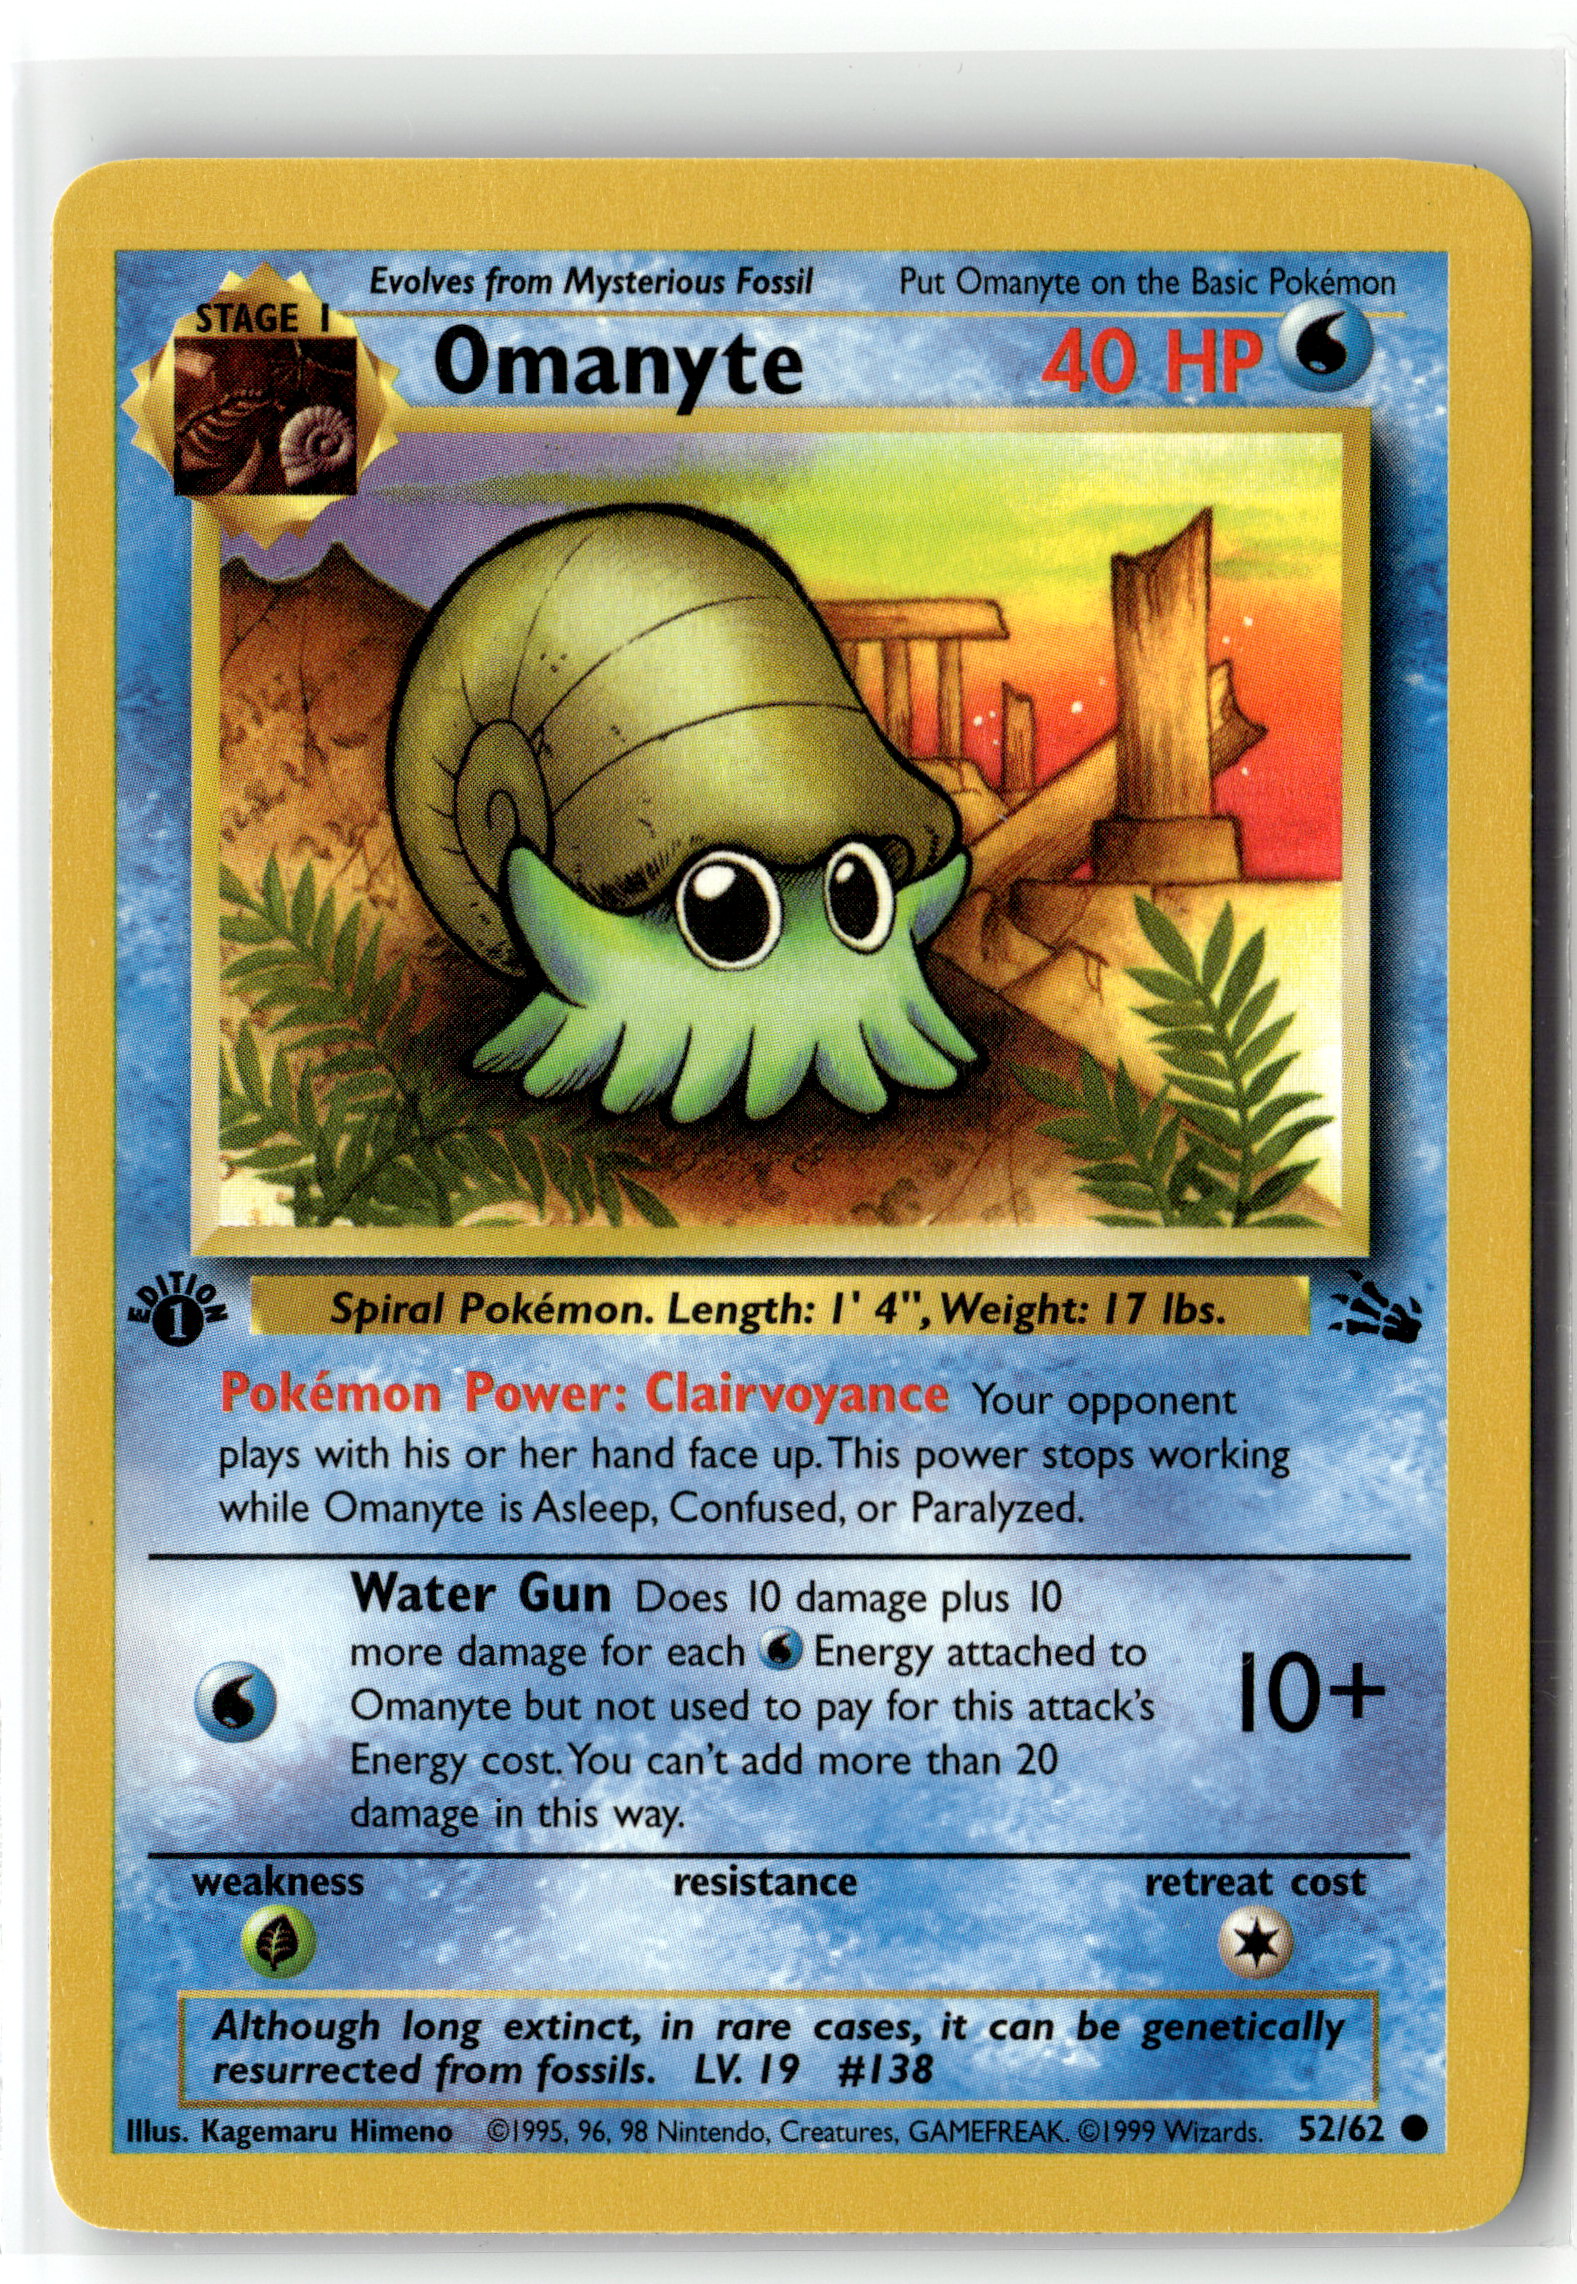 Evolves from Mysterious Fossil Put Omanyte on the Basic Pokémon
STAGE 1
Omanyte 40 HP
EDITION
1
Spiral Pokémon. Length: 1' 4", Weight: 17 lbs.
Pokémon Power: Clairvoyance Your opponent
plays with his or her hand face up. This power stops working
while Omanyte is Asleep, Confused, or Paralyzed.
Water Gun Does 10 damage plus 10
more damage for each Energy attached to
Omanyte but not used to pay for this attack's
Energy cost. You can't add more than 20
damage in this way.
10+
weakness resistance retreat cost
Although long extinct, in rare cases, it can be genetically
resurrected from fossils. LV. 19 #138
Illus. Kagemaru Himeno ©1995, 96, 98 Nintendo, Creatures, GAMEFREAK. ©1999 Wizards. 52/62